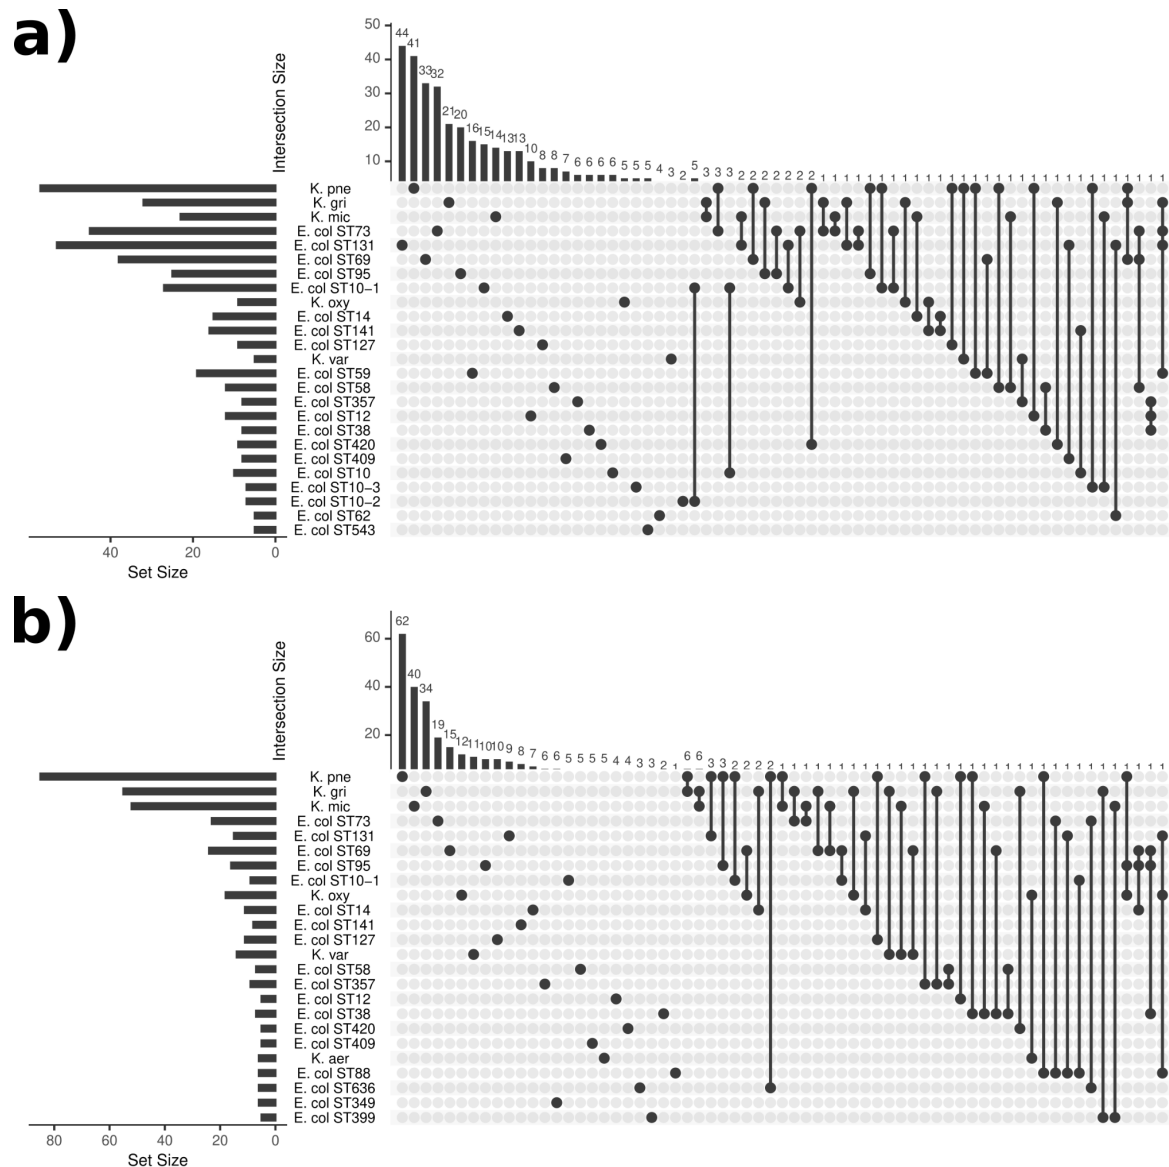 a)
Intersection Size
50
40
30
20
10
44 41 33 32 21 20 16 15 14 13 13 10 8 8 7 6 6 6 6 5 5 5 4 3 2 5 3 3 3 2 2 2 2 2 2 2 1 1 1 1 1 1 1 1 1 1 1 1 1 1 1 1 1 1 1 1 1 1 1 1 1 1 1 1 1 1
K. pne
K. gri
K. mic
E. col ST73
E. col ST131
E. col ST69
E. col ST95
E. col ST10−1
K. oxy
E. col ST14
E. col ST141
E. col ST127
K. var
E. col ST59
E. col ST58
E. col ST357
E. col ST12
E. col ST38
E. col ST420
E. col ST409
E. col ST10
E. col ST10−3
E. col ST10−2
E. col ST62
E. col ST543
40 20 0
Set Size
b)
Intersection Size
60
40
20
62 40 34 19 15 12 11 10 10 9 8 7 6 6 5 5 5 5 4 4 3 3 2 1 6 6 3 3 2 2 2 2 1 1 1 1 1 1 1 1 1 1 1 1 1 1 1 1 1 1 1 1 1 1 1 1 1 1 1 1 1 1 1 1 1
K. pne
K. gri
K. mic
E. col ST73
E. col ST131
E. col ST69
E. col ST95
E. col ST10−1
K. oxy
E. col ST14
E. col ST141
E. col ST127
K. var
E. col ST58
E. col ST357
E. col ST12
E. col ST38
E. col ST420
E. col ST409
K. aer
E. col ST88
E. col ST636
E. col ST349
E. col ST399
80 60 40 20 0
Set Size